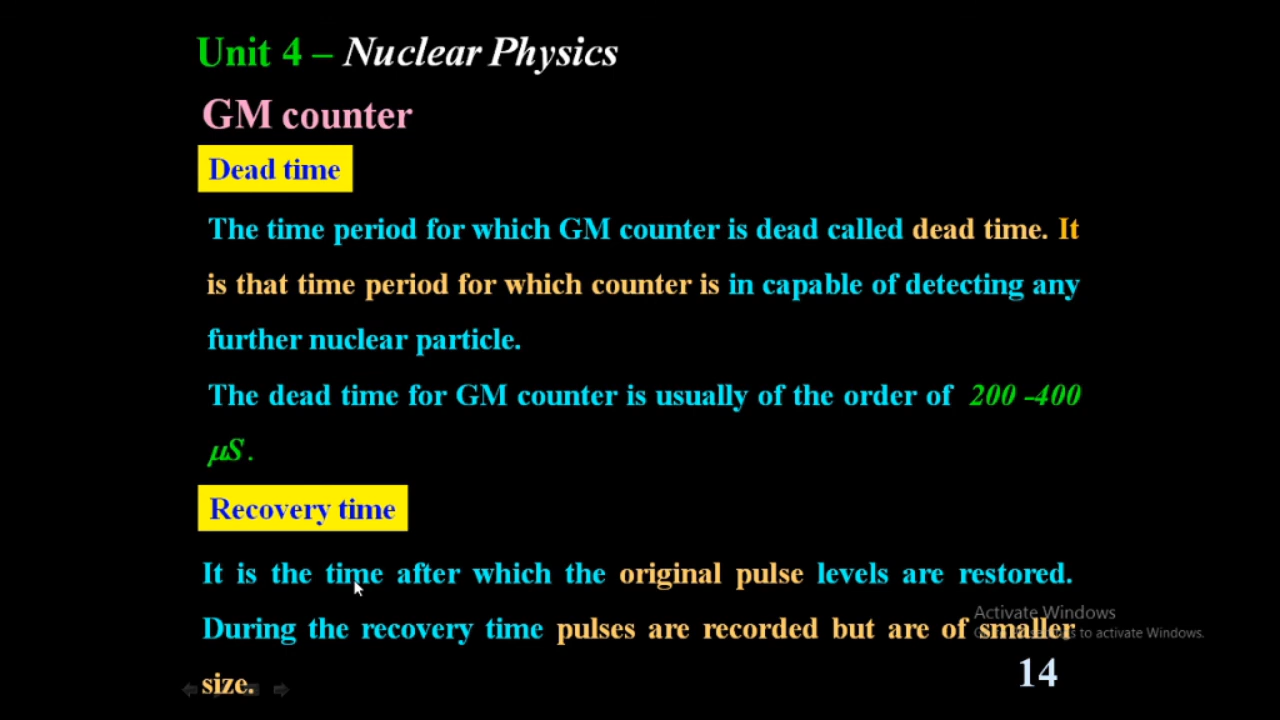 Unit 4 – Nuclear Physics
GM counter
Dead time
The time period for which GM counter is dead called dead time. It
is that time period for which counter is in capable of detecting any
further nuclear particle.
The dead time for GM counter is usually of the order of 200 -400
μS.
Recovery time
It is the time after which the original pulse levels are restored.
During the recovery time pulses are recorded but are of smaller
size.
Activate Windows
to activate Windows.
14